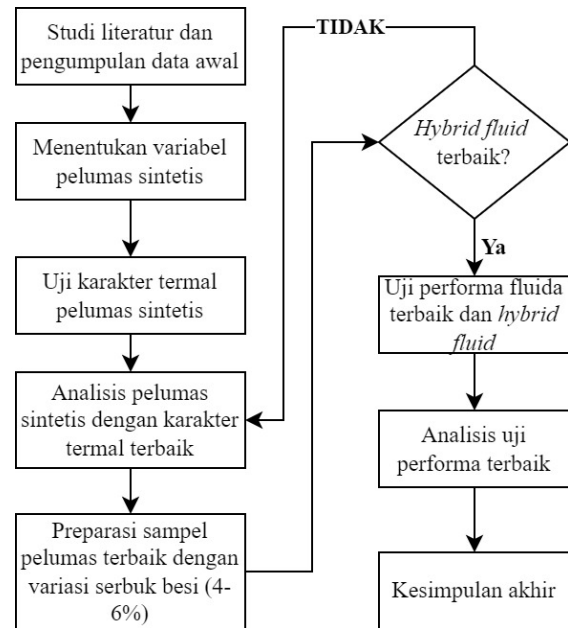 Studi literatur dan
pengumpulan data awal
Menentukan variabel
pelumas sintetis
Uji karakter termal
pelumas sintetis
Analisis pelumas
sintetis dengan karakter
termal terbaik
Preparasi sampel
pelumas terbaik dengan
variasi serbuk besi (4-
6%)
TIDAK
Hybrid fluid
terbaik?
Ya
Uji performa fluida
terbaik dan hybrid
fluid
Analisis uji
performa terbaik
Kesimpulan akhir